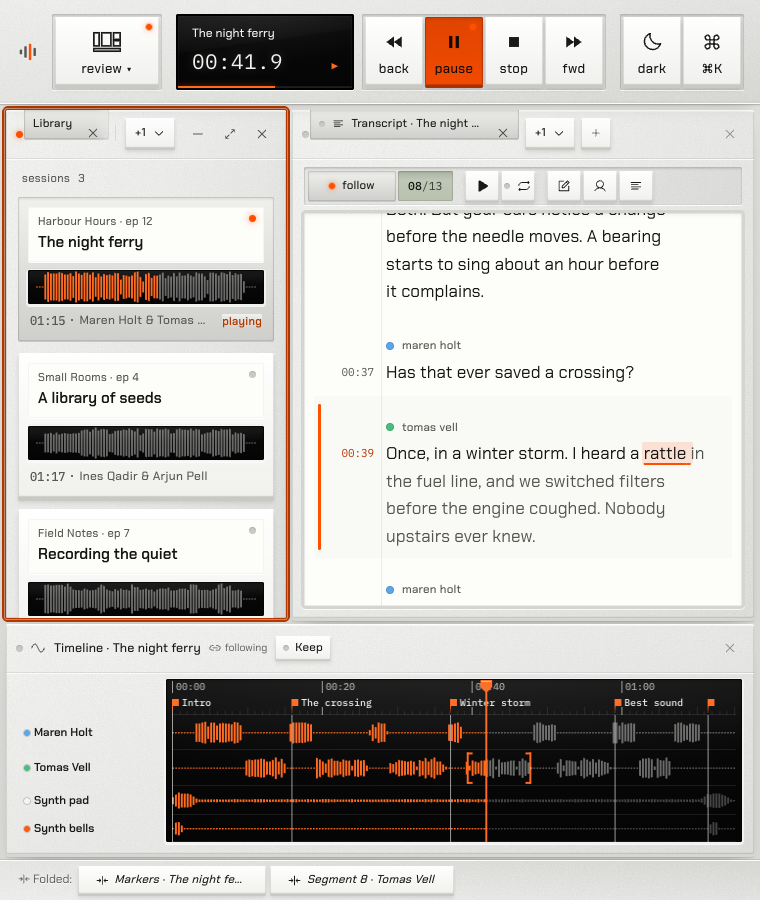 review ▾
The night ferry
00:41.9
back
pause
stop
fwd
dark
⌘K
Library
+1
Transcript · The night ...
+1
sessions 3
follow
08/13
Harbour Hours · ep 12
The night ferry
01:15 · Maren Holt & Tomas ...
playing
Small Rooms · ep 4
A library of seeds
01:17 · Ines Qadir & Arjun Pell
Field Notes · ep 7
Recording the quiet
before the needle moves. A bearing
starts to sing about an hour before
it complains.
maren holt
00:37
Has that ever saved a crossing?
tomas vell
00:39
Once, in a winter storm. I heard a rattle in
the fuel line, and we switched filters
before the engine coughed. Nobody
upstairs ever knew.
maren holt
Timeline · The night ferry
following
Keep
00:00
00:20
01:00
Intro
The crossing
Winter storm
Best sound
Maren Holt
Tomas Vell
Synth pad
Synth bells
Folded:
Markers · The night fe...
Segment 8 · Tomas Vell